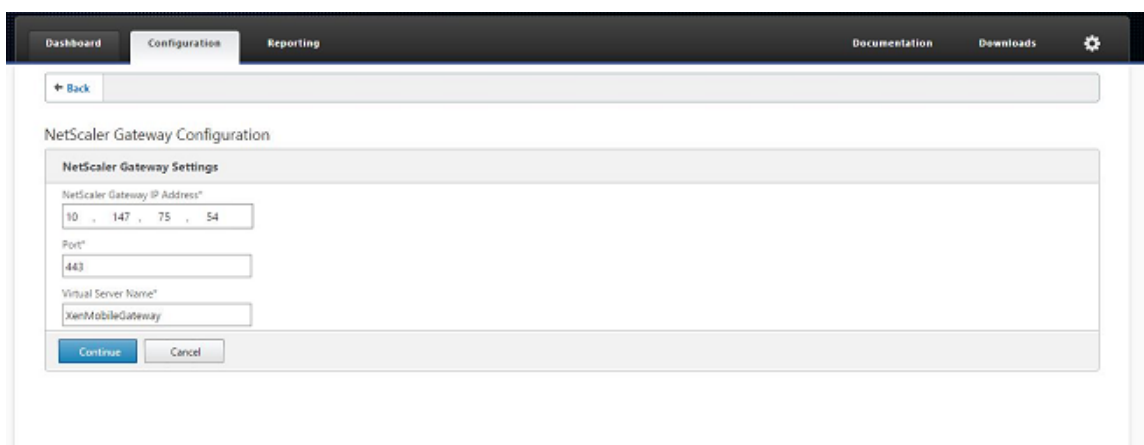 Dashboard Configuration Reporting Documentation Downloads
Back
NetScaler Gateway Configuration
NetScaler Gateway Settings
NetScaler Gateway IP Address*
10 . 147 . 75 . 54
Port*
443
Virtual Server Name*
XenMobileGateway
Continue Cancel